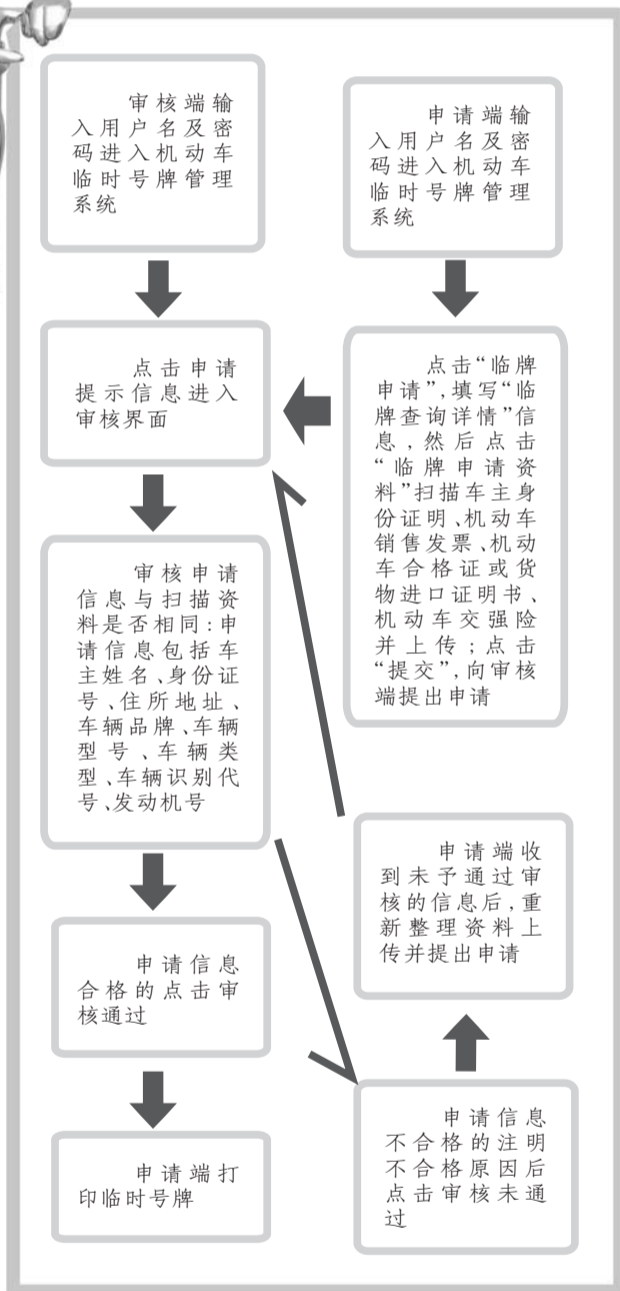 审核端输
入用户名及密
码进入机动车
临时号牌管理
系统
申请端输
入用户名及密
码进入机动车
临时号牌管理
系统
点击申请
提示信息进入
审核界面
点击“临牌
申请”,填写“临
牌查询详情”信
息,然后点击
“临牌申请资
料”扫描车主身
份证明、机动车
销售发票、机动
车合格证或货
物进口证明书、
机动车交强险
并上传;点击
“提交”,向审核
端提出申请
审核申请
信息与扫描资
料是否相同:申
请信息包括车
主姓名、身份证
号、住所地址、
车辆品牌、车辆
型号、车辆类
型、车辆识别代
号、发动机号
申请信息
合格的点击审
核通过
申请端打
印临时号牌
申请信息
不合格的注明
不合格原因后
点击审核未通
过
申请端收
到未予通过审
核的信息后,重
新整理资料上
传并提出申请